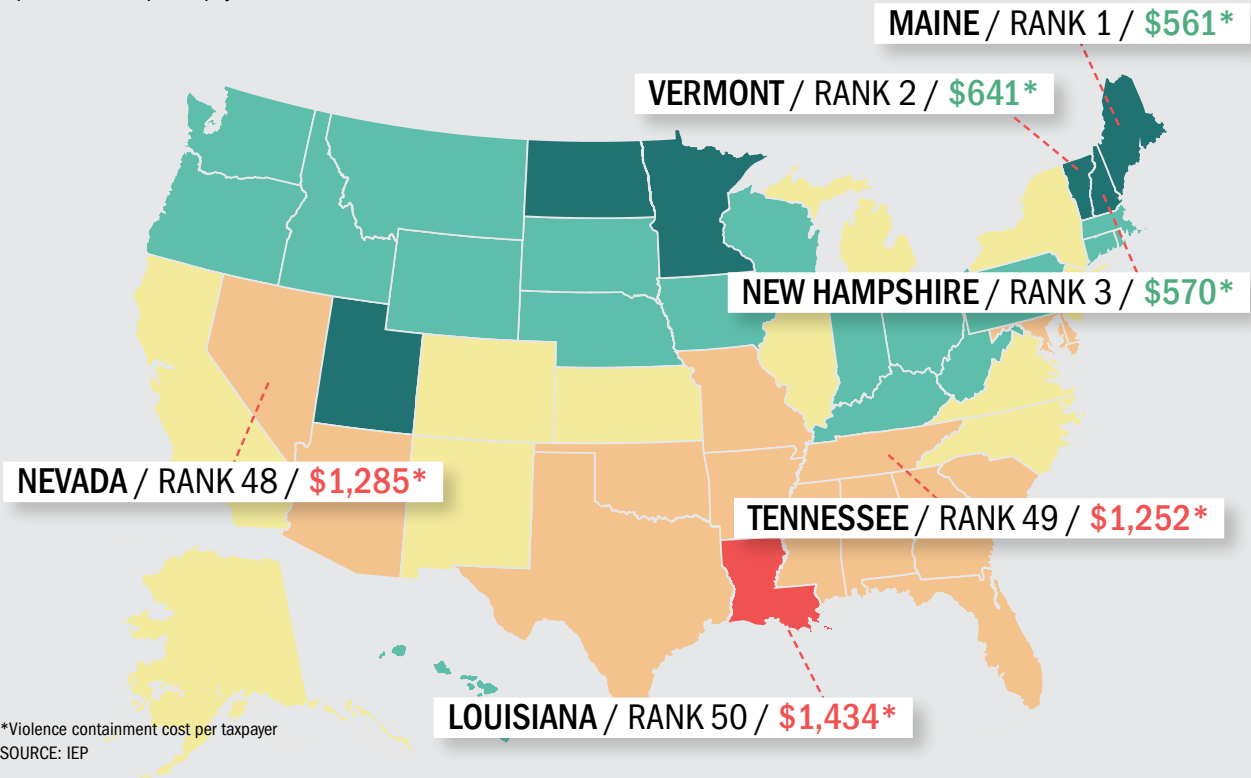 MAINE / RANK 1 / $561*
VERMONT / RANK 2 / $641*
NEW HAMPSHIRE / RANK 3 / $570*
NEVADA / RANK 48 / $1,285*
TENNESSEE / RANK 49 / $1,252*
LOUISIANA / RANK 50 / $1,434*
*Violence containment cost per taxpayer
SOURCE: IEP